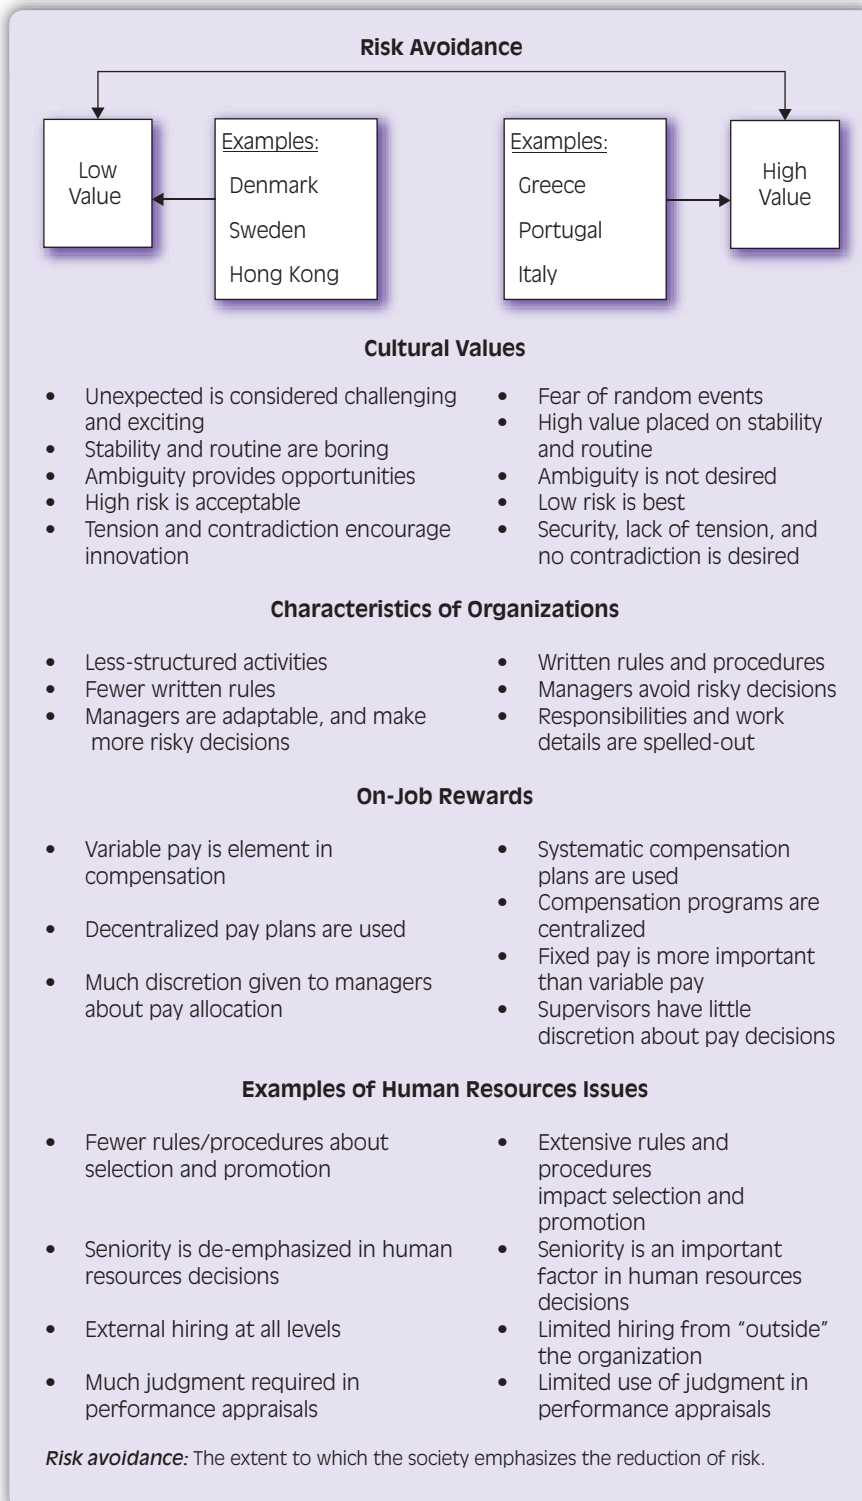 Risk Avoidance
Low
Value
Examples:
Denmark
Sweden
Hong Kong
Examples:
Greece
Portugal
Italy
High
Value
Cultural Values
• Unexpected is considered challenging
and exciting
• Stability and routine are boring
• Ambiguity provides opportunities
• High risk is acceptable
• Tension and contradiction encourage
innovation
• Fear of random events
• High value placed on stability
and routine
• Ambiguity is not desired
• Low risk is best
• Security, lack of tension, and
no contradiction is desired
Characteristics of Organizations
• Less-structured activities
• Fewer written rules
• Managers are adaptable, and make
more risky decisions
• Written rules and procedures
• Managers avoid risky decisions
• Responsibilities and work
details are spelled-out
On-Job Rewards
• Variable pay is element in
compensation
• Decentralized pay plans are used
• Much discretion given to managers
about pay allocation
• Systematic compensation
plans are used
• Compensation programs are
centralized
• Fixed pay is more important
than variable pay
• Supervisors have little
discretion about pay decisions
Examples of Human Resources Issues
• Fewer rules/procedures about
selection and promotion
• Seniority is de-emphasized in human
resources decisions
• External hiring at all levels
• Much judgment required in
performance appraisals
• Extensive rules and
procedures
impact selection and
promotion
• Seniority is an important
factor in human resources
decisions
• Limited hiring from “outside”
the organization
• Limited use of judgment in
performance appraisals
Risk avoidance: The extent to which the society emphasizes the reduction of risk.